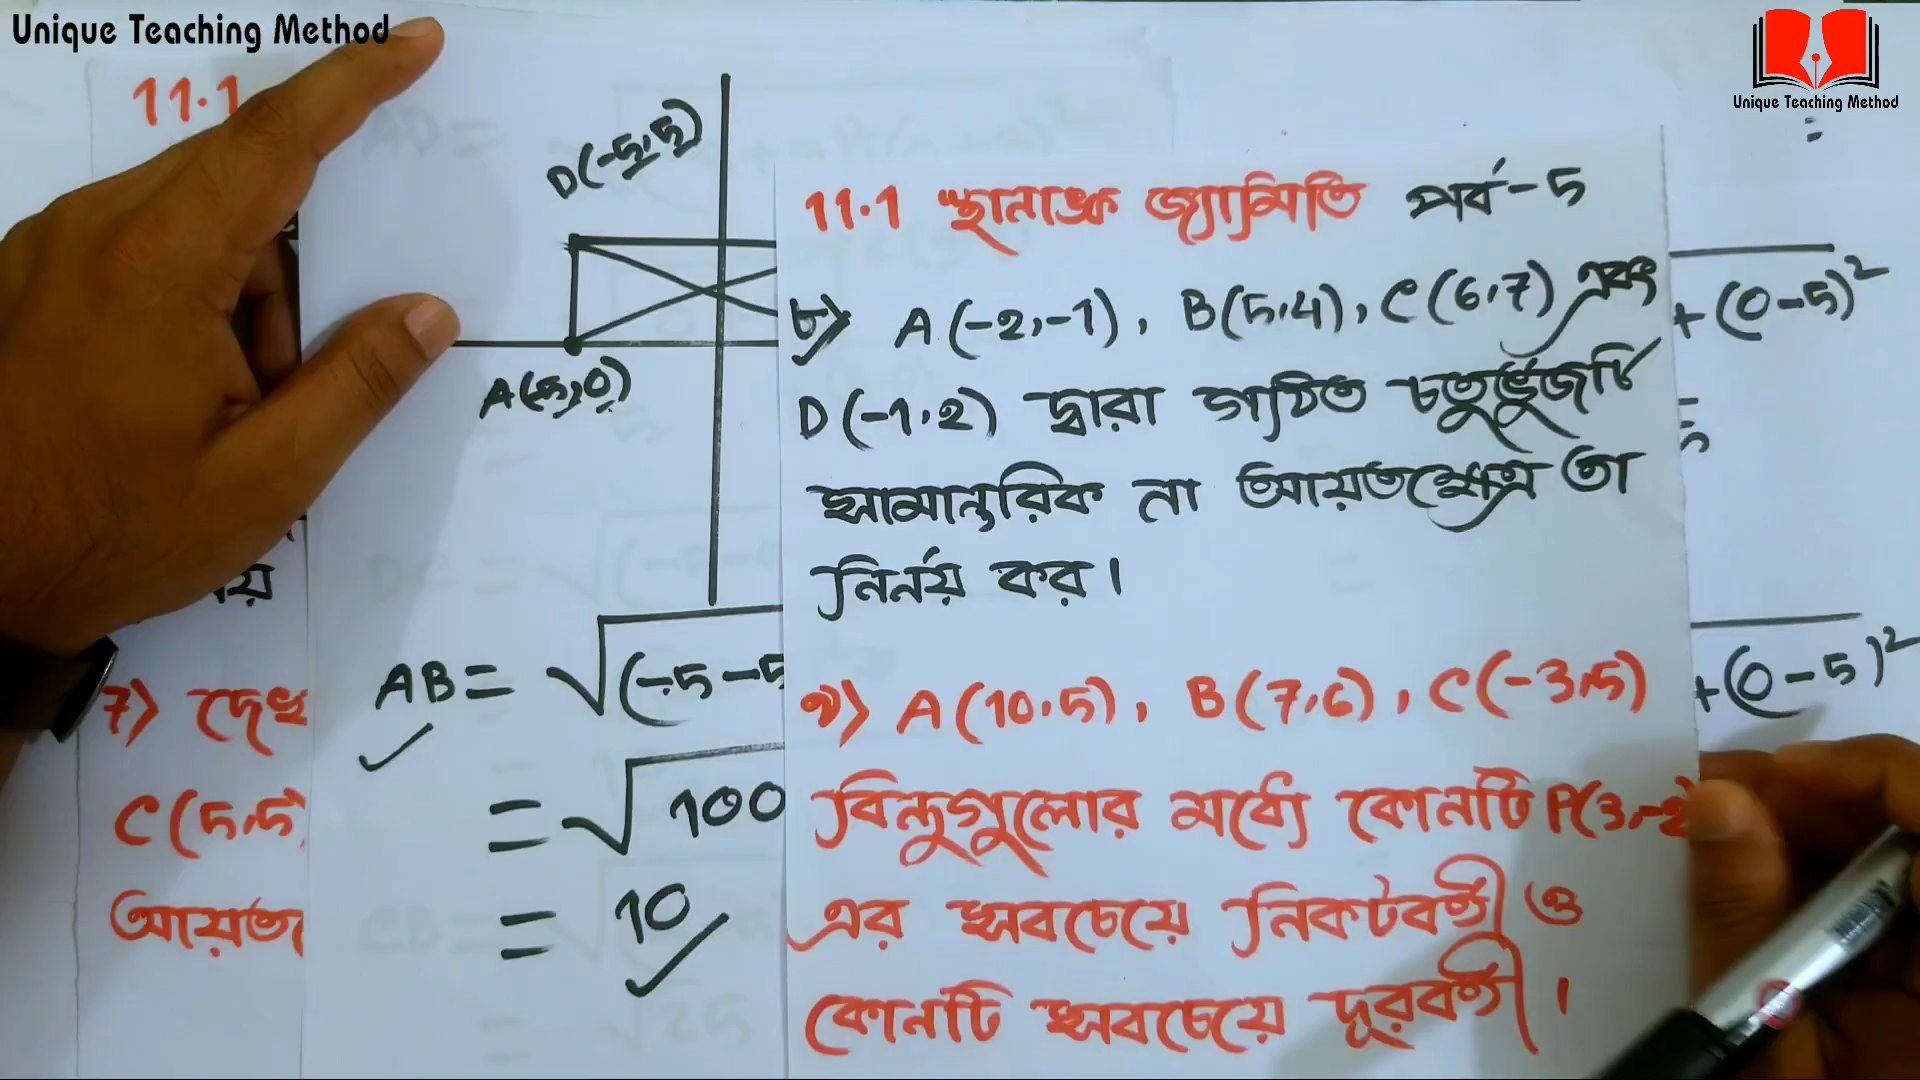 Unique Teaching Method
Unique Teaching Method
11.1
D(-5,5)
A(-5,0)
AB = √(-5-5
= √100
= 10
7) দেখ
C(5,5)
আয়ত
11.1 স্থানাঙ্ক জ্যামিতি পর্ব-5
৮) A(-2,-1), B(5,4), C(6,7) এবং
D(-1,2) দ্বারা গঠিত চতুর্ভুজটি
সামান্তরিক না আয়তক্ষেত্র তা
নির্নয় কর।
৯) A(10,5), B(7,6), C(-3,5)
বিন্দুগুলোর মধ্যে কোনটি P(3,-2)
এর সবচেয়ে নিকটবর্তী ও
কোনটি সবচেয়ে দূরবর্তী।
+(0-5)²
+(0-5)²